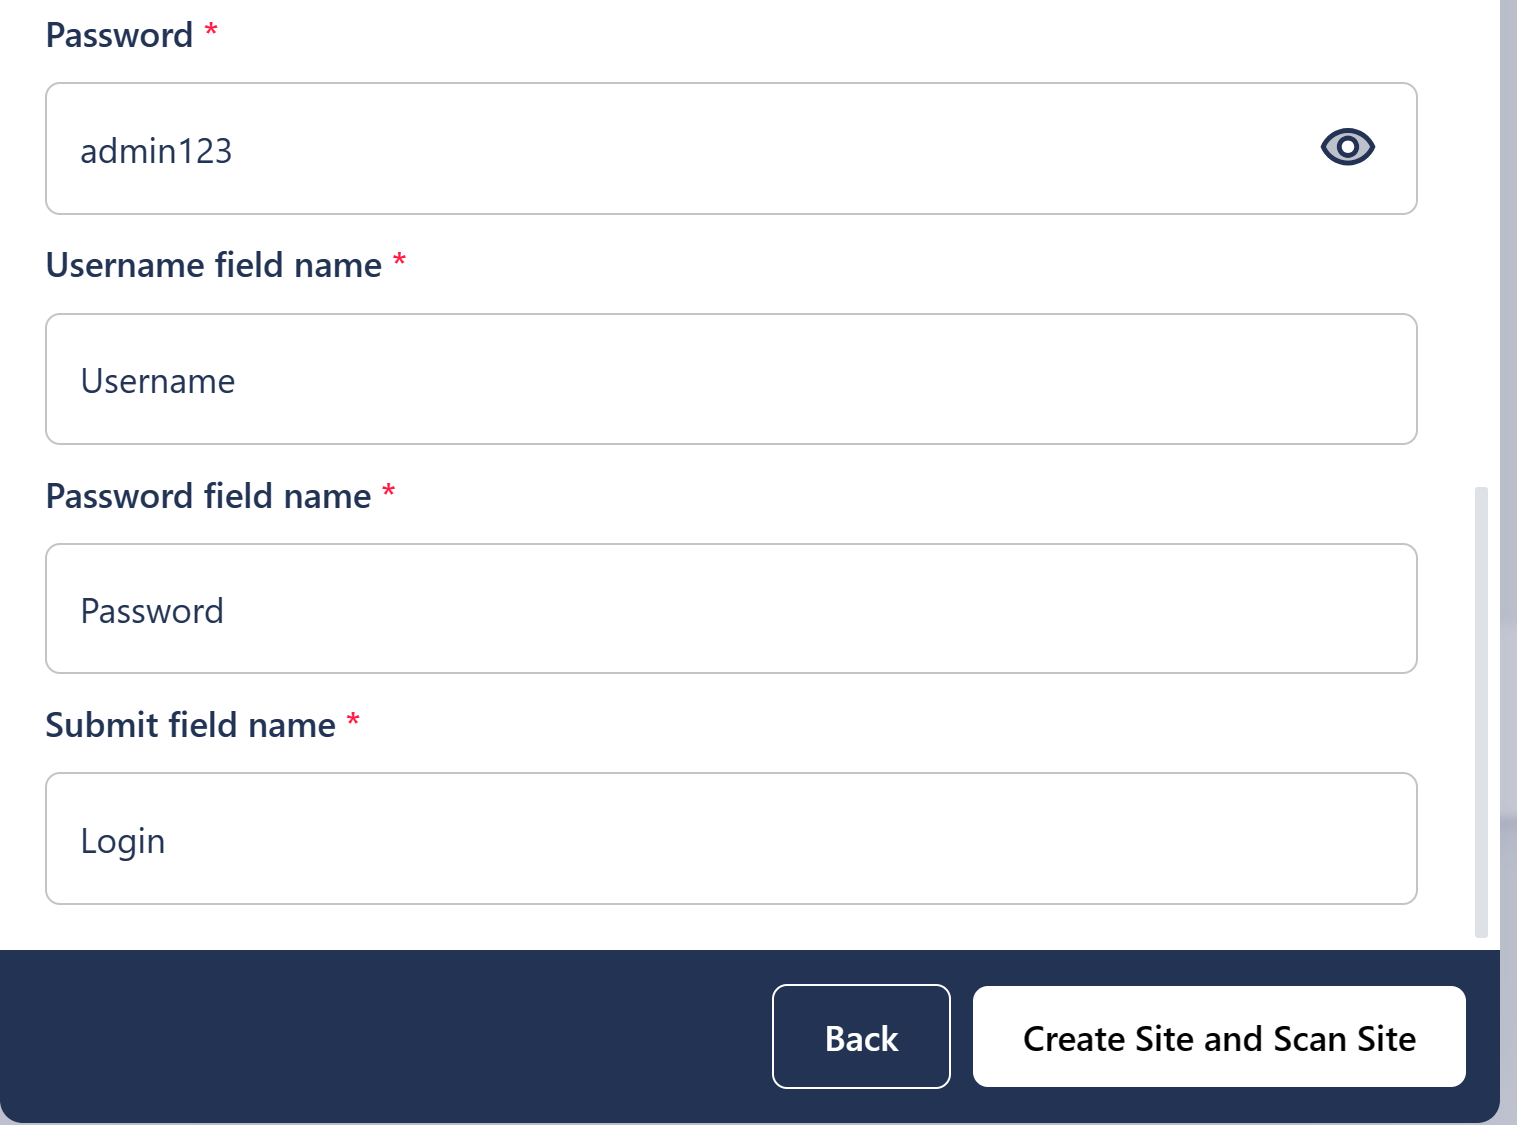 Password *
admin123
Username field name *
Username
Password field name *
Password
Submit field name *
Login
Back
Create Site and Scan Site